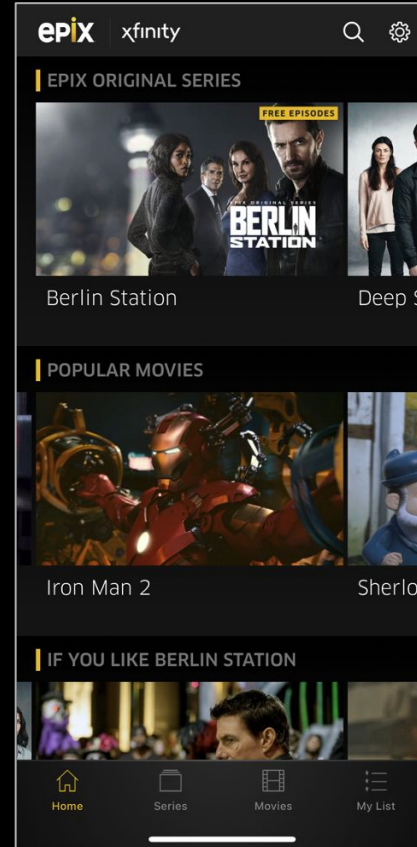 epix xfinity
EPIX ORIGINAL SERIES
FREE EPISODES
EPIX ORIGINAL SERIES
BERLIN
STATION
Berlin Station
Deep S
POPULAR MOVIES
Iron Man 2
Sherlo
IF YOU LIKE BERLIN STATION
Home
Series
Movies
My List